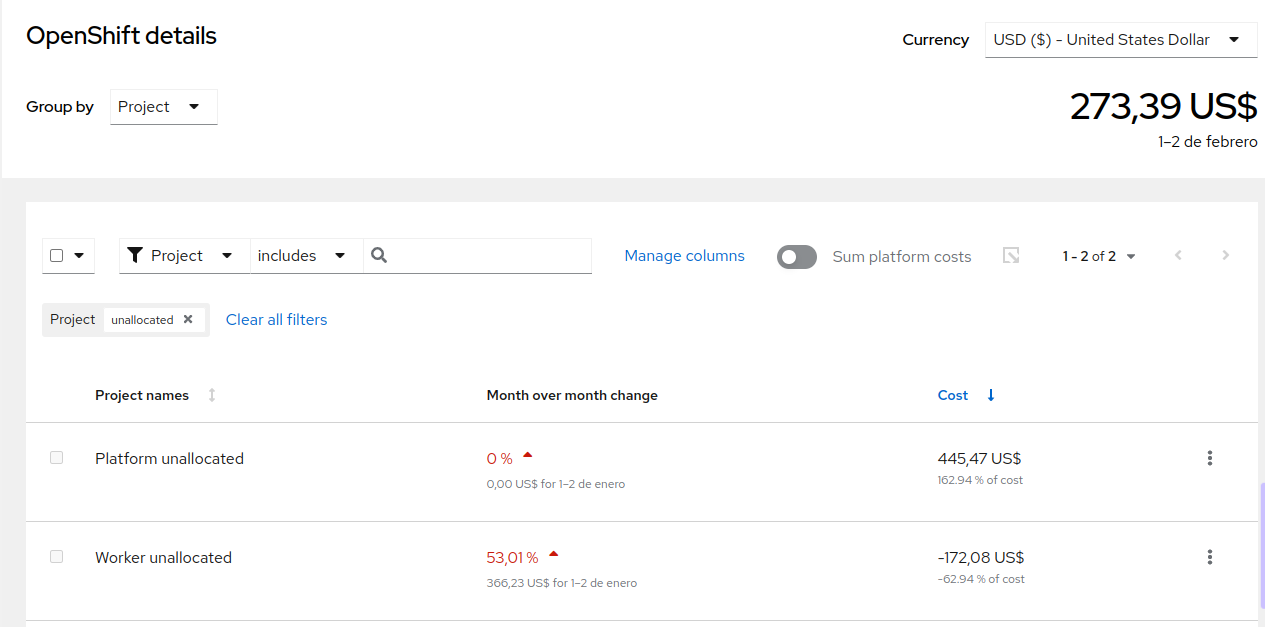 OpenShift details
Currency USD ($) - United States Dollar
Group by Project
273,39 US$
1–2 de febrero
Project includes Manage columns Sum platform costs 1 - 2 of 2
Project unallocated Clear all filters
Project names Month over month change Cost
Platform unallocated 0 % 445,47 US$
0,00 US$ for 1–2 de enero 162.94 % of cost
Worker unallocated 53,01 % -172,08 US$
366,23 US$ for 1–2 de enero -62.94 % of cost